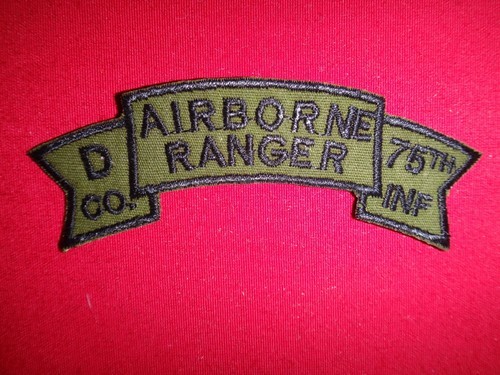 D CO.
AIRBORNE
RANGER
75TH
INF